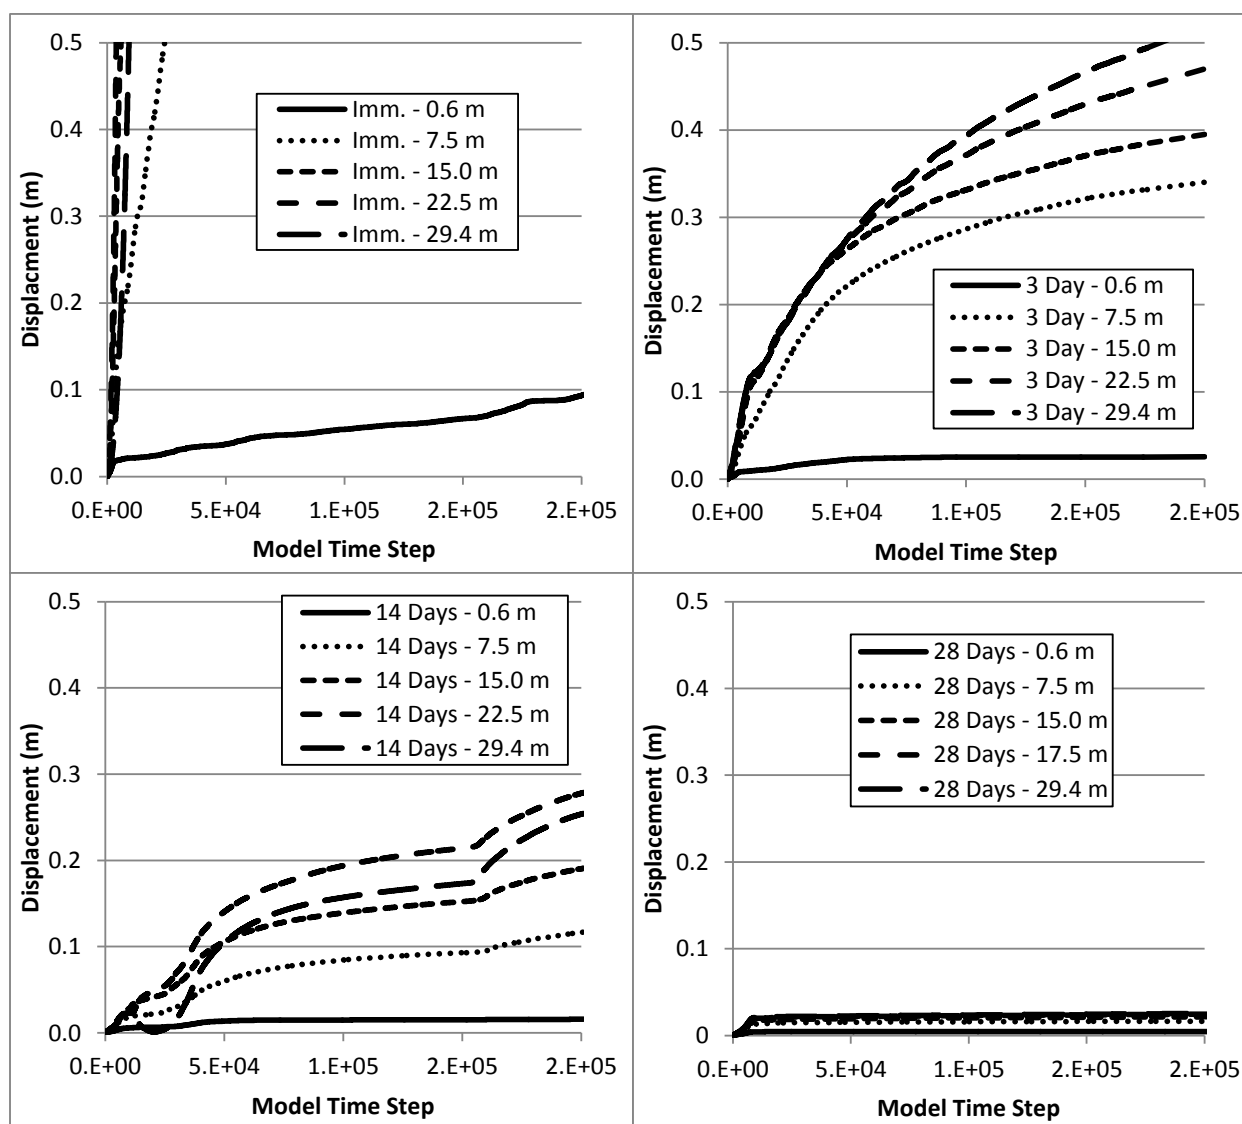 0.5
0.4
0.3
0.2
0.1
0.0
Displacment (m)
Imm. - 0.6 m
Imm. - 7.5 m
Imm. - 15.0 m
Imm. - 22.5 m
Imm. - 29.4 m
0.E+00 5.E+04 1.E+05 2.E+05 2.E+05
Model Time Step
0.5
0.4
0.3
0.2
0.1
0.0
Displacement (m)
3 Day - 0.6 m
3 Day - 7.5 m
3 Day - 15.0 m
3 Day - 22.5 m
3 Day - 29.4 m
0.E+00 5.E+04 1.E+05 2.E+05 2.E+05
Model Time Step
0.5
0.4
0.3
0.2
0.1
0.0
Displacement (m)
14 Days - 0.6 m
14 Days - 7.5 m
14 Days - 15.0 m
14 Days - 22.5 m
14 Days - 29.4 m
0.E+00 5.E+04 1.E+05 2.E+05 2.E+05
Model Time Step
0.5
0.4
0.3
0.2
0.1
0
Displacement (m)
28 Days - 0.6 m
28 Days - 7.5 m
28 Days - 15.0 m
28 Days - 17.5 m
28 Days - 29.4 m
0.E+00 5.E+04 1.E+05 2.E+05 2.E+05
Model Time Step